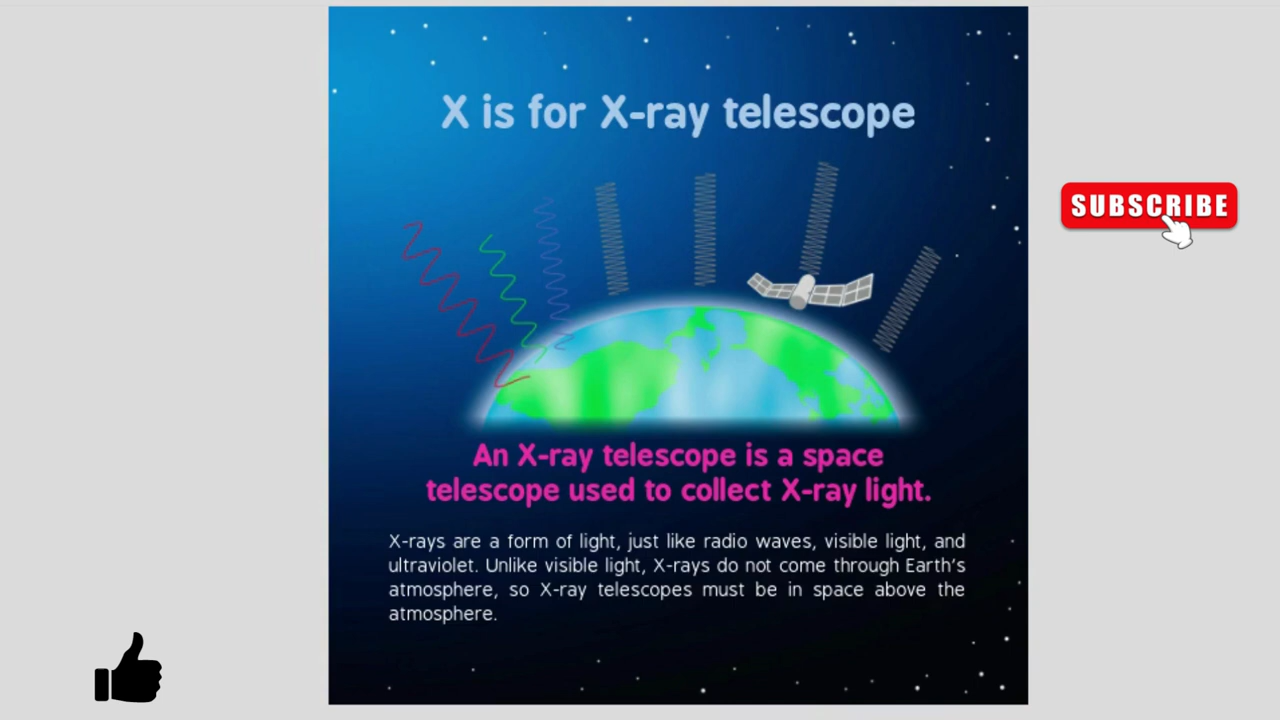 X is for X-ray telescope
SUBSCRIBE
An X-ray telescope is a space
telescope used to collect X-ray light.
X-rays are a form of light, just like radio waves, visible light, and
ultraviolet. Unlike visible light, X-rays do not come through Earth's
atmosphere, so X-ray telescopes must be in space above the
atmosphere.